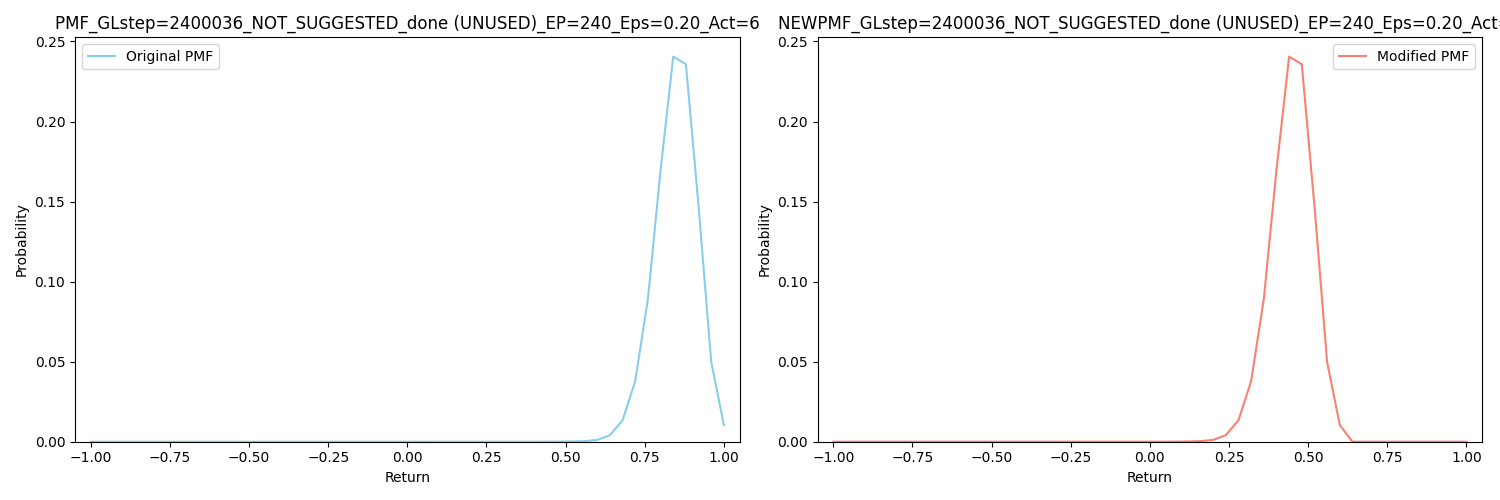 PMF_GLstep=2400036_NOT_SUGGESTED_done (UNUSED)_EP=240_Eps=0.20_Act=6
Original PMF
Probability
0.25
0.20
0.15
0.10
0.05
0.00
−1.00 −0.75 −0.50 −0.25 0.00 0.25 0.50 0.75 1.00
Return
NEWPMF_GLstep=2400036_NOT_SUGGESTED_done (UNUSED)_EP=240_Eps=0.20_Act=
Modified PMF
Probability
0.25
0.20
0.15
0.10
0.05
0.00
−1.00 −0.75 −0.50 −0.25 0.00 0.25 0.50 0.75 1.00
Return